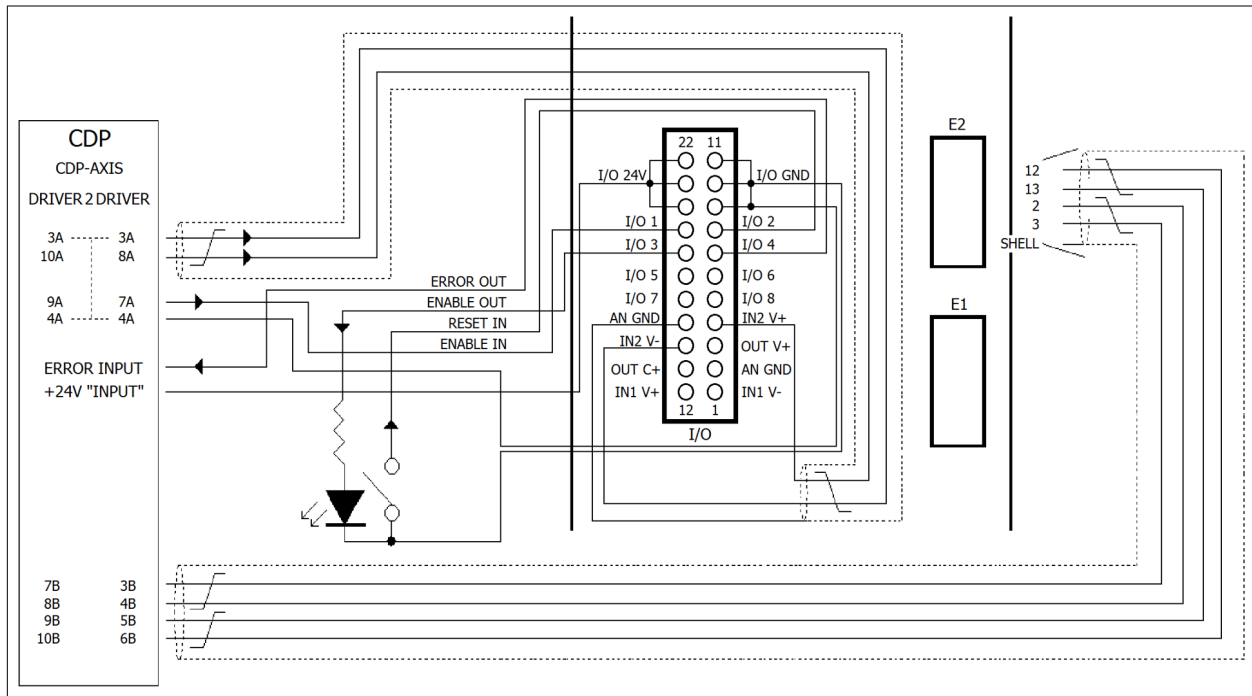 CDP
CDP-AXIS
DRIVER 2 DRIVER
3A 3A
10A 8A
9A 7A
4A 4A
ERROR INPUT
+24V "INPUT"
7B 3B
8B 4B
9B 5B
10B 6B
ERROR OUT
ENABLE OUT
RESET IN
ENABLE IN
22 11
I/O 24V I/O GND
I/O 1 I/O 2
I/O 3 I/O 4
I/O 5 I/O 6
I/O 7 I/O 8
AN GND IN2 V+
IN2 V- OUT V+
OUT C+ AN GND
IN1 V+ IN1 V-
12 1
I/O
E2
E1
12
13
2
3
SHELL